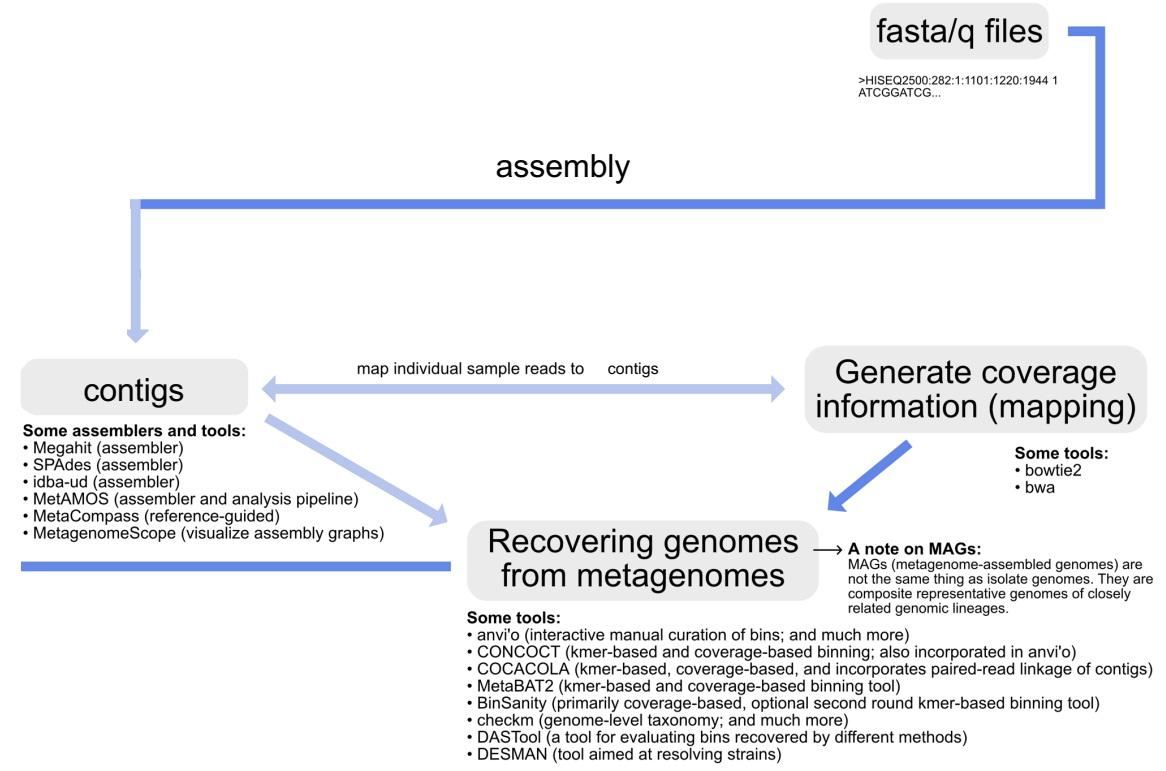 fasta/q files
>HISEQ2500:282:1:1101:1220:1944 1
ATCGGATCG...
assembly
contigs
map individual sample reads to contigs
Generate coverage
information (mapping)
Some assemblers and tools:
• Megahit (assembler)
• SPAdes (assembler)
• idba-ud (assembler)
• MetAMOS (assembler and analysis pipeline)
• MetaCompass (reference-guided)
• MetagenomeScope (visualize assembly graphs)
Some tools:
• bowtie2
• bwa
Recovering genomes
from metagenomes
A note on MAGs:
MAGs (metagenome-assembled genomes) are
not the same thing as isolate genomes. They are
composite representative genomes of closely
related genomic lineages.
Some tools:
• anvi'o (interactive manual curation of bins; and much more)
• CONCOCT (kmer-based and coverage-based binning; also incorporated in anvi'o)
• COCACOLA (kmer-based, coverage-based, and incorporates paired-read linkage of contigs)
• MetaBAT2 (kmer-based and coverage-based binning tool)
• BinSanity (primarily coverage-based, optional second round kmer-based binning tool)
• checkm (genome-level taxonomy; and much more)
• DASTool (a tool for evaluating bins recovered by different methods)
• DESMAN (tool aimed at resolving strains)